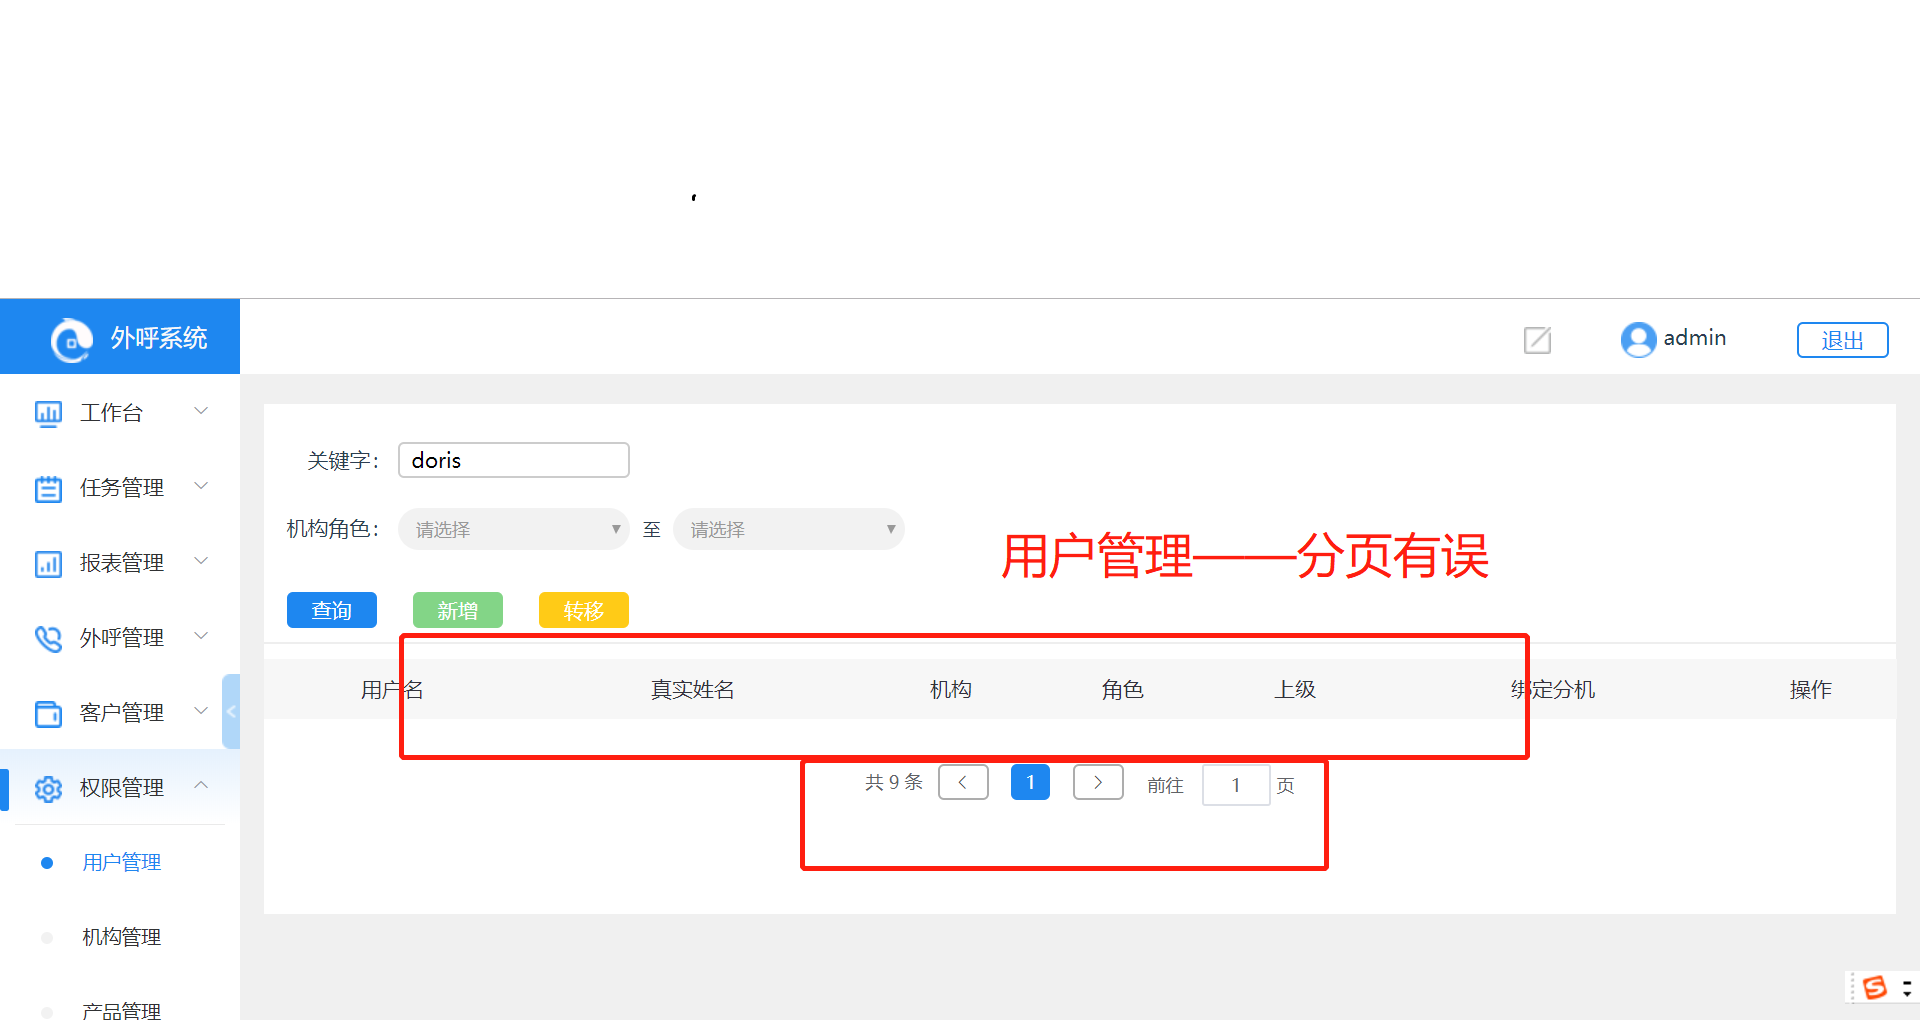 外呼系统
admin
退出
工作台
任务管理
报表管理
外呼管理
客户管理
权限管理
用户管理
机构管理
产品管理
关键字：
doris
机构角色：
请选择
至
请选择
用户管理——分页有误
查询
新增
转移
用户名
真实姓名
机构
角色
上级
绑定分机
操作
共 9 条
1
前往
1
页